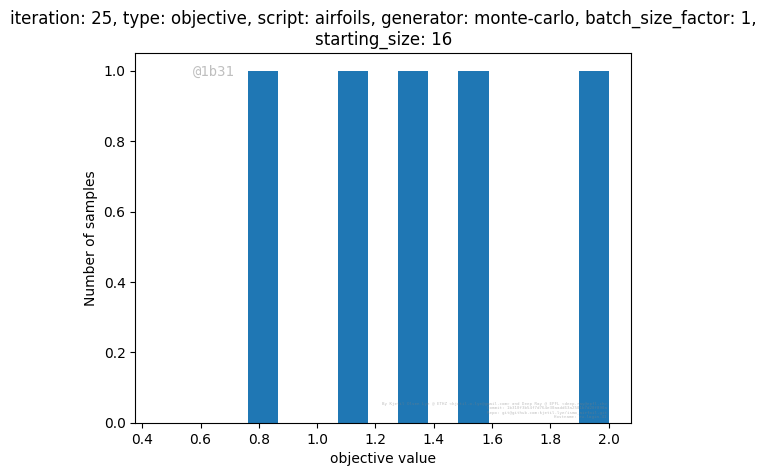 iteration: 25, type: objective, script: airfoils, generator: monte-carlo, batch_size_factor: 1,
starting_size: 16
@1b31
1.0
0.8
0.6
0.4
0.2
0.0
Number of samples
0.4 0.6 0.8 1.0 1.2 1.4 1.6 1.8 2.0
objective value